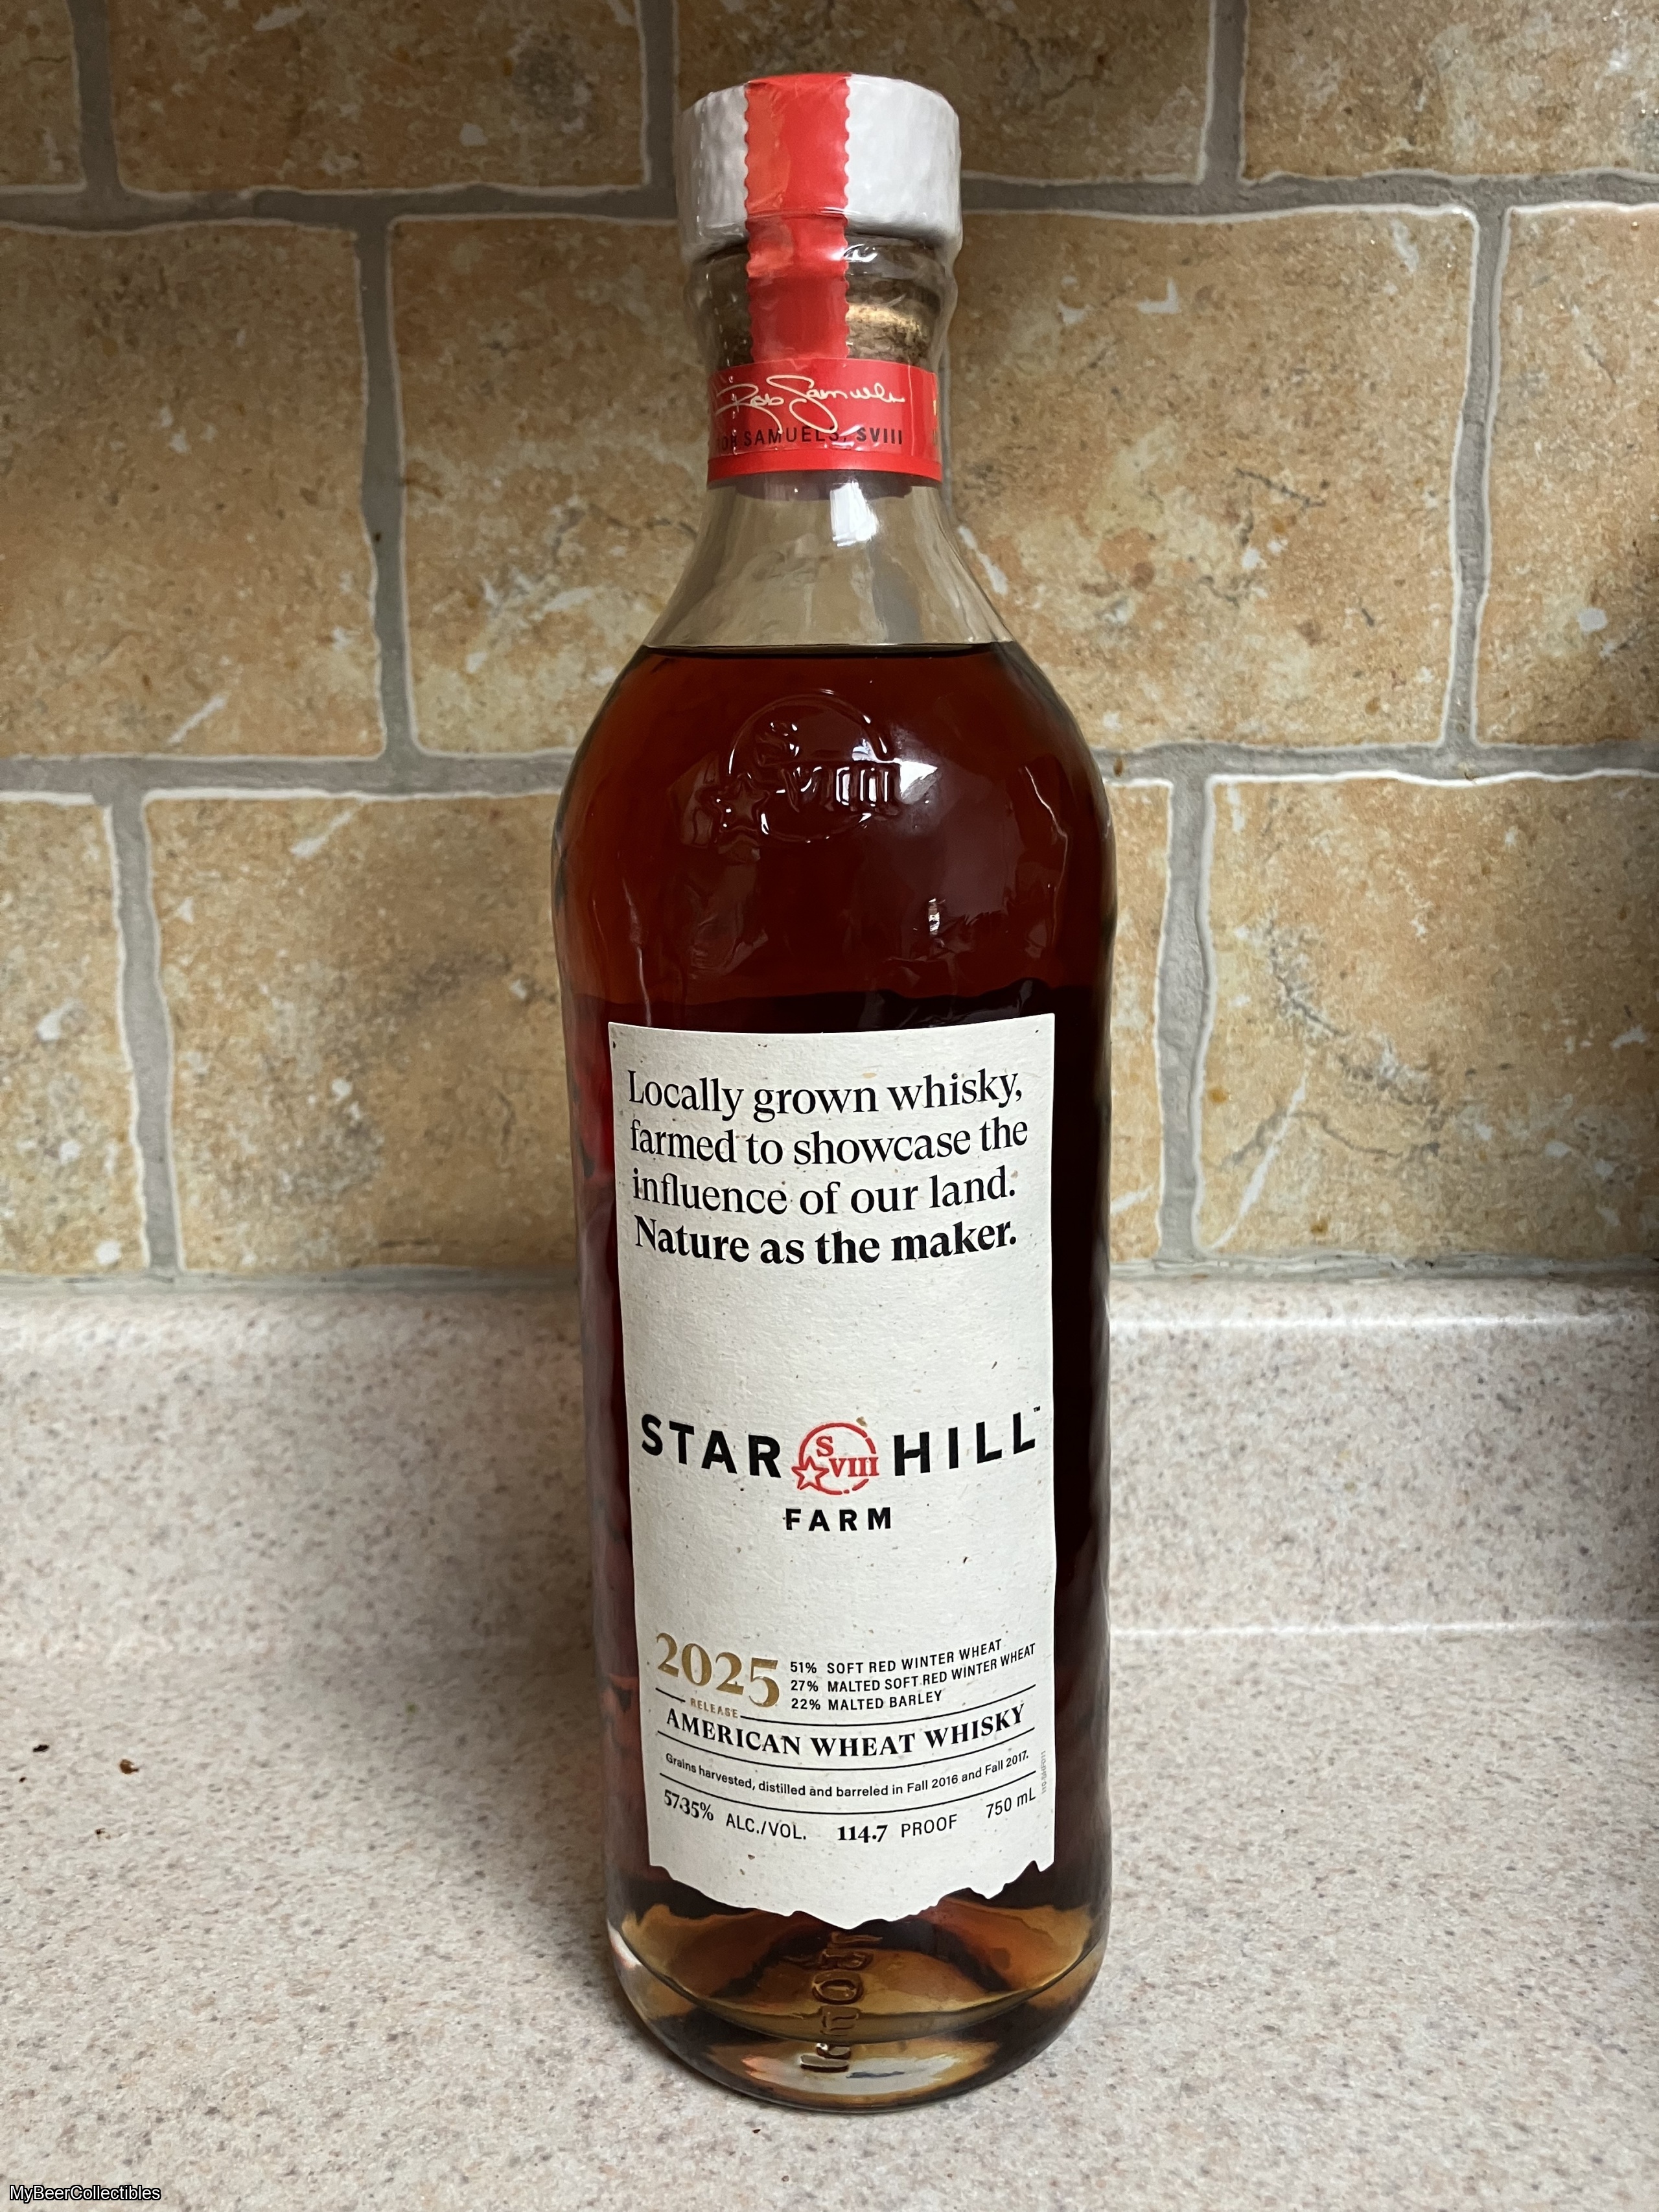 Rob Samuels
SAMUELS, SVIII
S
VIII
Locally grown whisky,
farmed to showcase the
influence of our land.
Nature as the maker.
STAR S VIII HILL™
FARM
2025
RELEASE
51% SOFT RED WINTER WHEAT
27% MALTED SOFT RED WINTER WHEAT
22% MALTED BARLEY
AMERICAN WHEAT WHISKY
Grains harvested, distilled and barreled in Fall 2016 and Fall 2017.
57.35% ALC./VOL. 114.7 PROOF 750 mL
MyBeerCollectibles